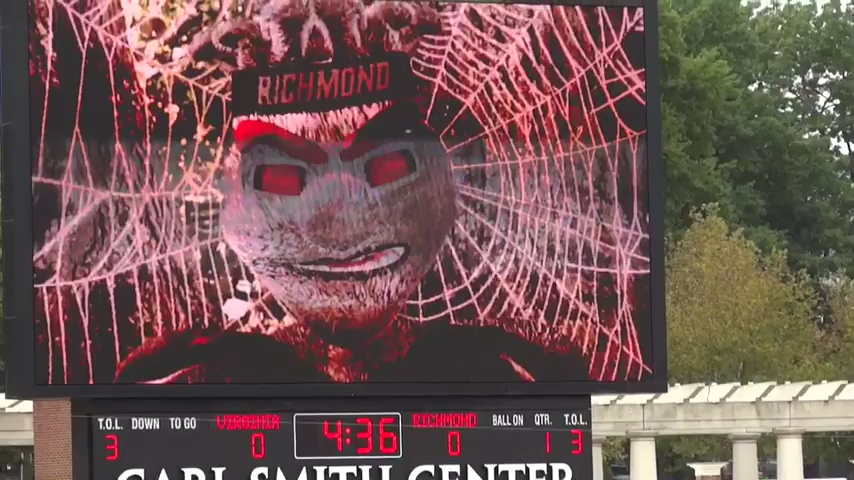 RICHMOND
T.O.L. DOWN TO GO VIRGINIA 4:36 RICHMOND BALL ON QTR. T.O.L.
3 0 0 1 3
CARL SMITH CENTER